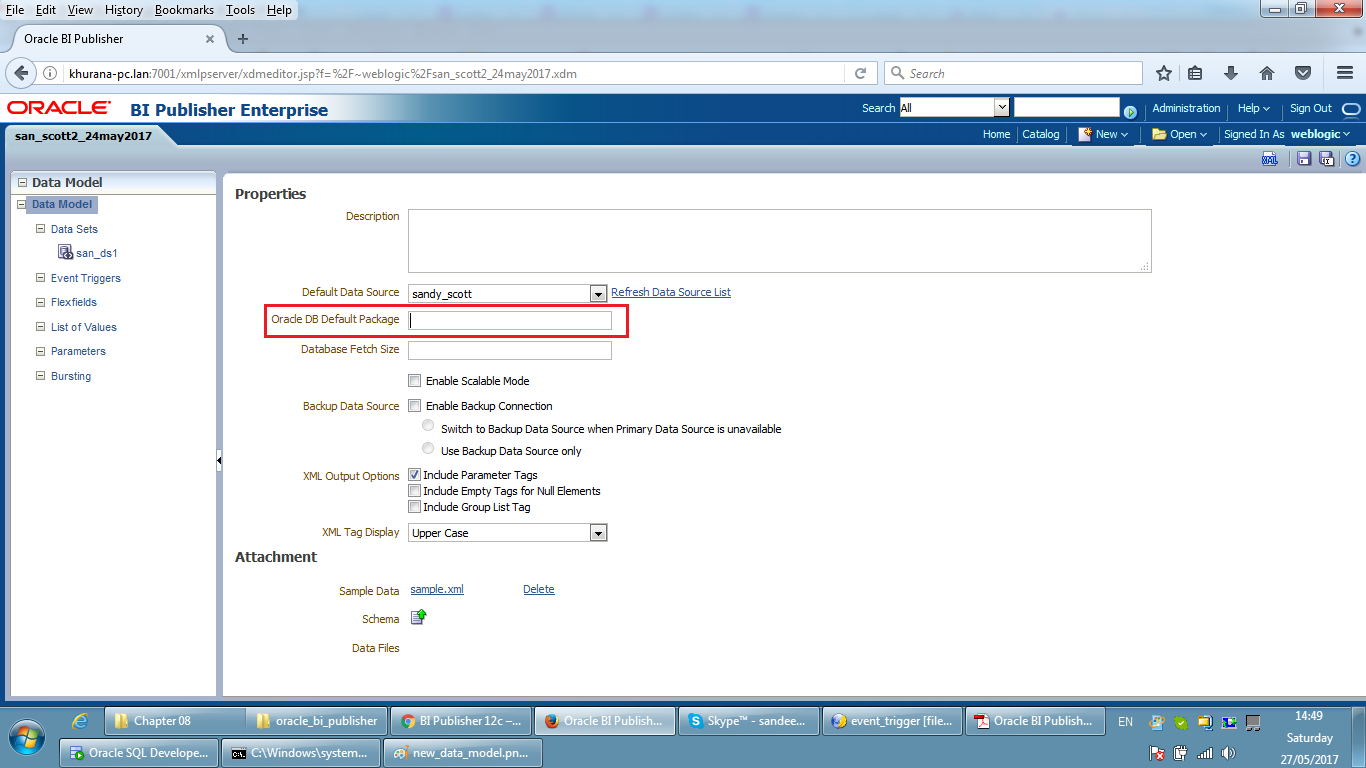 File Edit View History Bookmarks Tools Help
Oracle BI Publisher
khurana-pc.lan:7001/xmlpserver/xdmeditor.jsp?f=%2F~weblogic%2Fsan_scott2_24may2017.xdm
Search
ORACLE BI Publisher Enterprise
Search All Administration Help Sign Out
san_scott2_24may2017
Home Catalog New Open Signed In As weblogic
XML
Data Model
Data Model
Data Sets
san_ds1
Event Triggers
Flexfields
List of Values
Parameters
Bursting
Properties
Description
Default Data Source sandy_scott Refresh Data Source List
Oracle DB Default Package
Database Fetch Size
Enable Scalable Mode
Backup Data Source Enable Backup Connection
Switch to Backup Data Source when Primary Data Source is unavailable
Use Backup Data Source only
XML Output Options Include Parameter Tags
Include Empty Tags for Null Elements
Include Group List Tag
XML Tag Display Upper Case
Attachment
Sample Data sample.xml Delete
Schema
Data Files
Chapter 08 oracle_bi_publisher BI Publisher 12c –... Oracle BI Publish... Skype™ - sandee... event_trigger [file... Oracle BI Publish... EN 14:49
Saturday
Oracle SQL Develope... C:\Windows\system... new_data_model.pn... 27/05/2017